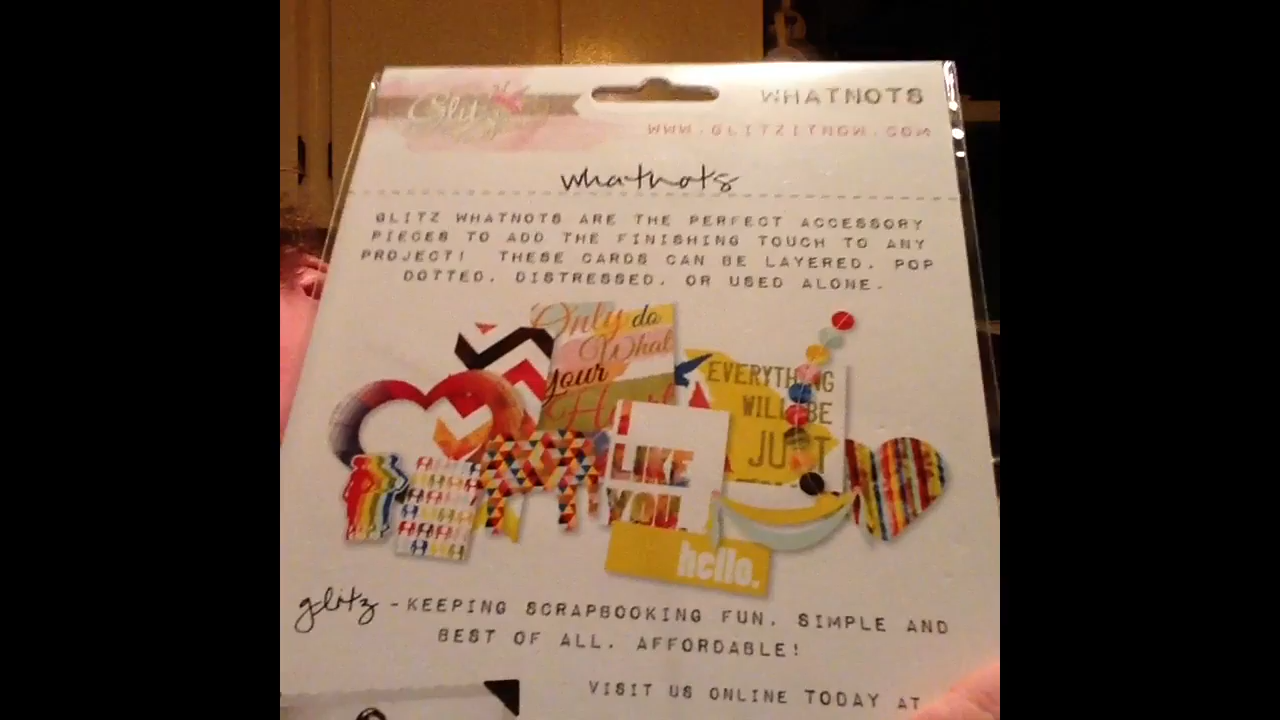 Glitz
WHATNOTS
WWW.GLITZITNOW.COM
whatnots
GLITZ WHATNOTS ARE THE PERFECT ACCESSORY
PIECES TO ADD THE FINISHING TOUCH TO ANY
PROJECT! THESE CARDS CAN BE LAYERED, POP
DOTTED, DISTRESSED, OR USED ALONE.
Only do
What
your
Heart
EVERYTHING
WILL BE
JUST
I
LIKE
YOU.
hello.
glitz - KEEPING SCRAPBOOKING FUN, SIMPLE AND
BEST OF ALL, AFFORDABLE!
VISIT US ONLINE TODAY AT